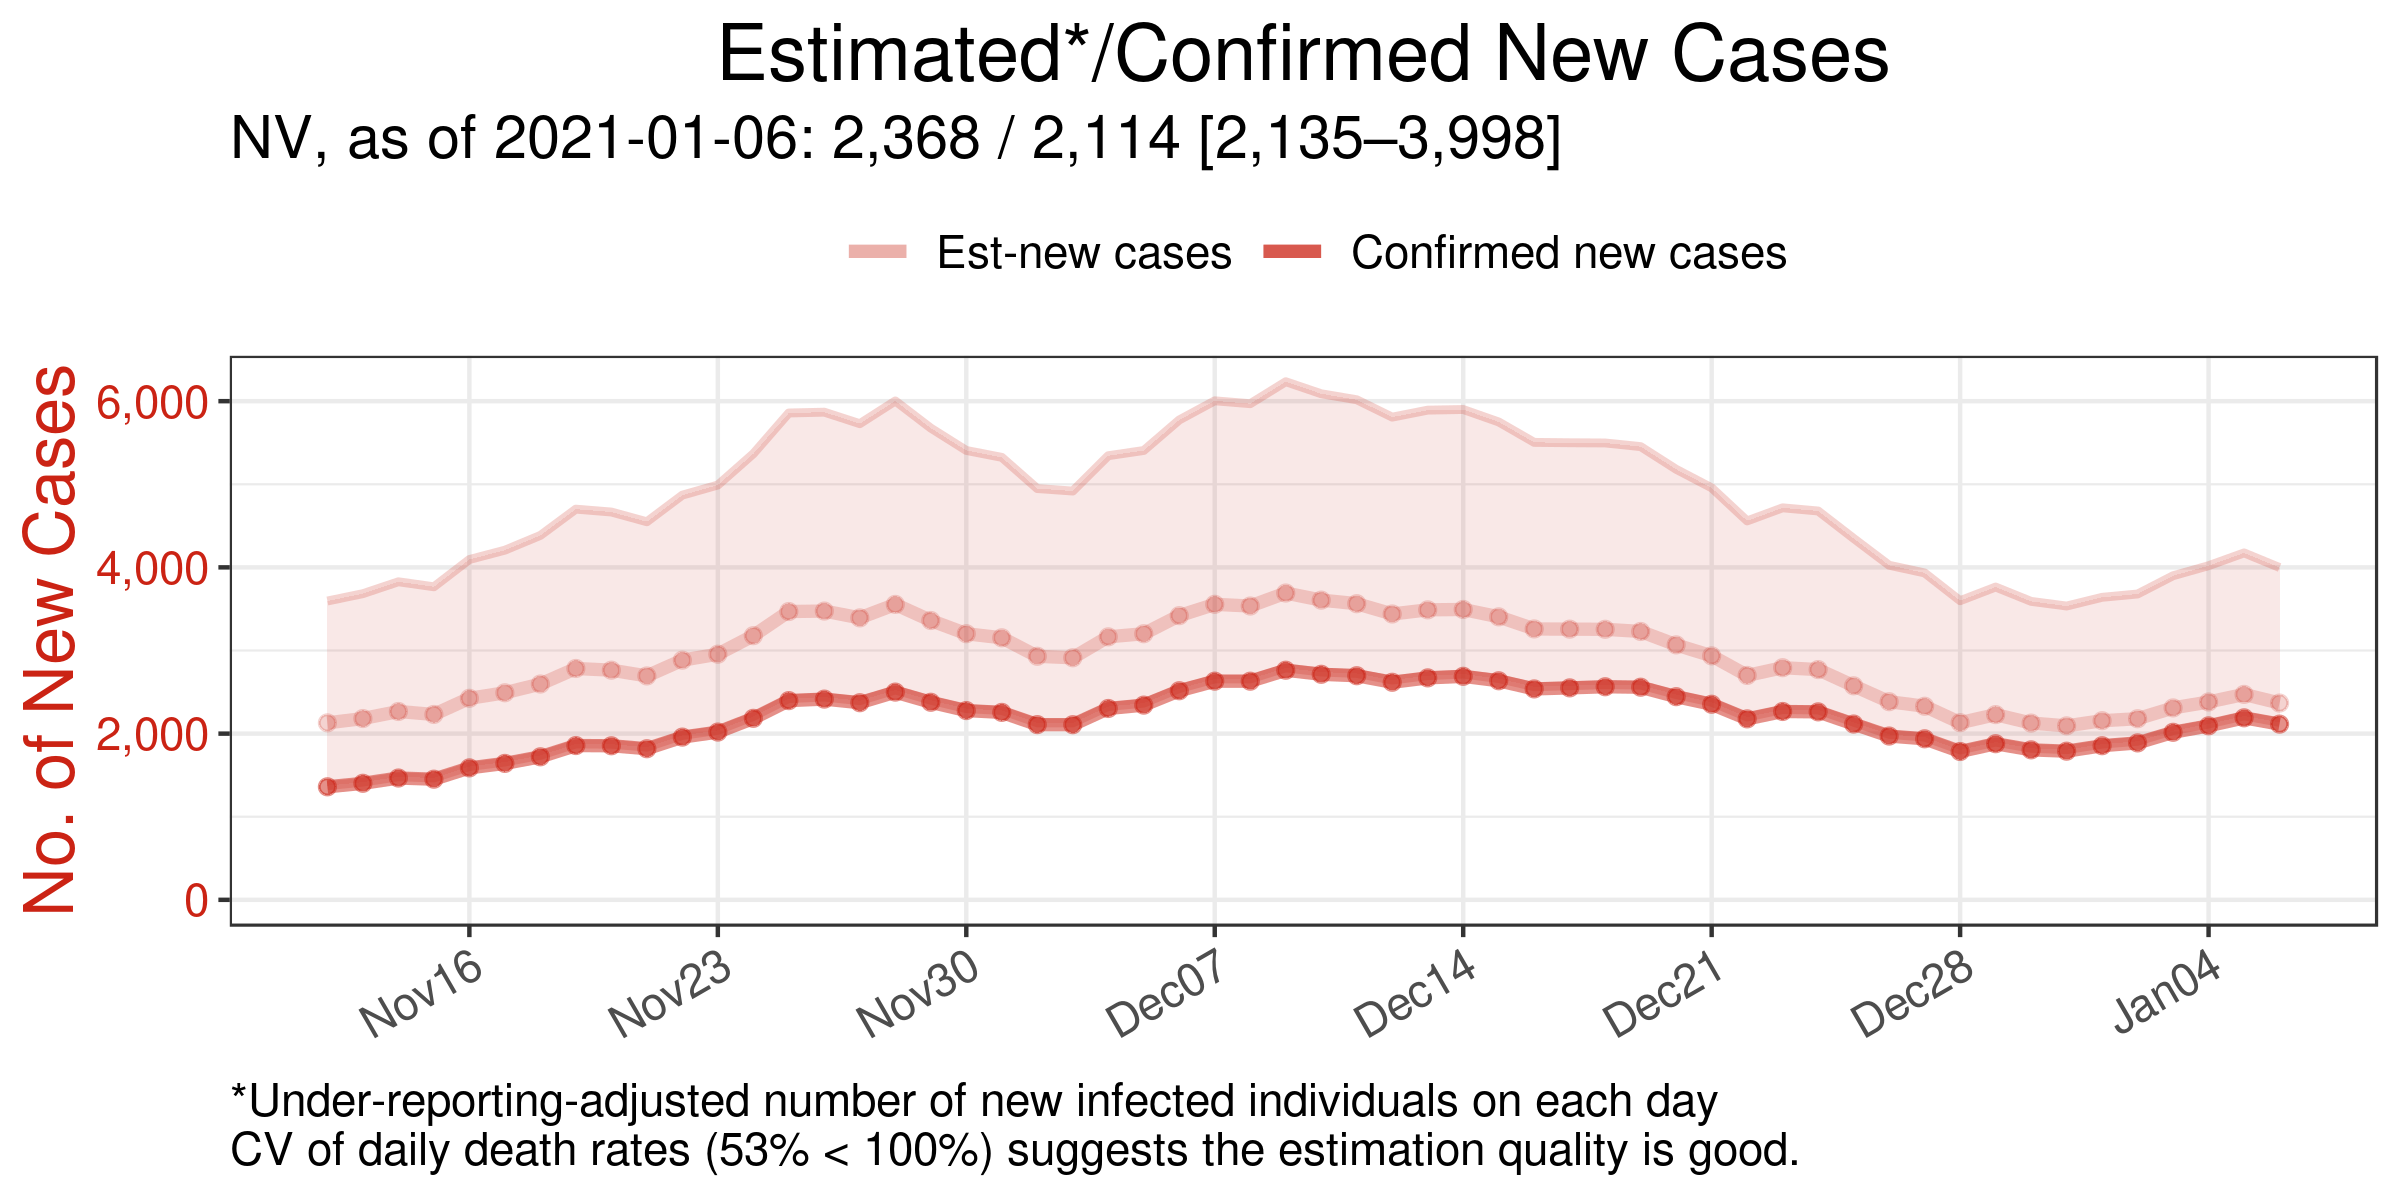 Estimated*/Confirmed New Cases
NV, as of 2021-01-06: 2,368 / 2,114 [2,135–3,998]
Est-new cases
Confirmed new cases
No. of New Cases
6,000
4,000
2,000
0
Nov16
Nov23
Nov30
Dec07
Dec14
Dec21
Dec28
Jan04
*Under-reporting-adjusted number of new infected individuals on each day
CV of daily death rates (53% < 100%) suggests the estimation quality is good.